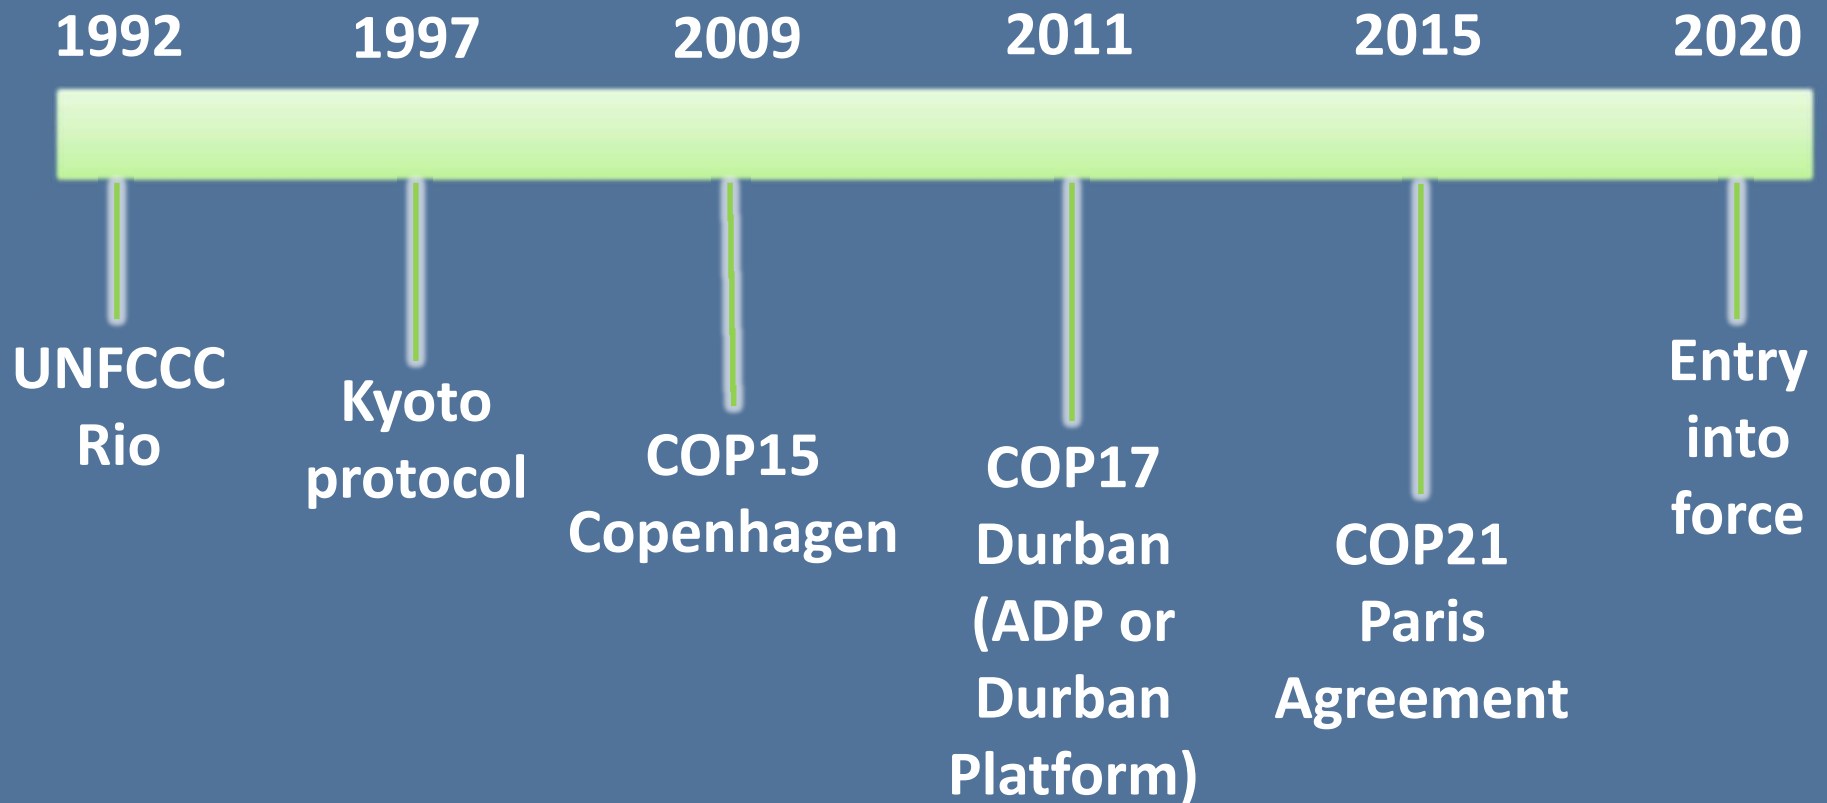 1992
1997
2009
2011
2015
2020
UNFCCC
Rio
Kyoto
protocol
COP15
Copenhagen
COP17
Durban
(ADP or
Durban
Platform)
COP21
Paris
Agreement
Entry
into
force